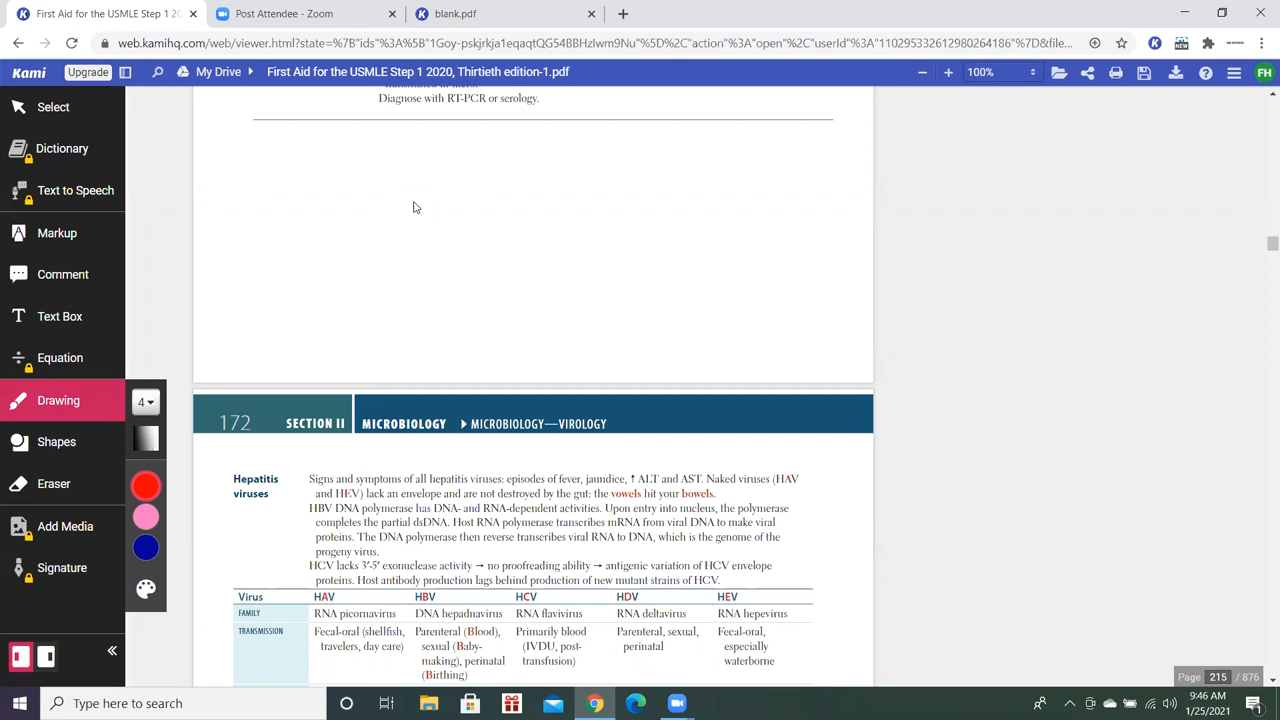 First Aid for the USMLE Step 1 20
Post Attendee - Zoom
blank.pdf
web.kamihq.com/web/viewer.html?state=%7B"ids"%3A%5B"1Goy-pskjrkja1eqaqtQG54BBHzlwm9Nu"%5D%2C"action"%3A"open"%2C"userId"%3A"110295332612980264186"%7D&file...
Kami
Upgrade
My Drive
First Aid for the USMLE Step 1 2020, Thirtieth edition-1.pdf
100%
FH
Select
Dictionary
Text to Speech
Markup
Comment
Text Box
Equation
Drawing
Shapes
Eraser
Add Media
Signature
4
Diagnose with RT-PCR or serology.
172 SECTION II MICROBIOLOGY ▶ MICROBIOLOGY—VIROLOGY
Hepatitis viruses
Signs and symptoms of all hepatitis viruses: episodes of fever, jaundice, ↑ ALT and AST. Naked viruses (HAV
and HEV) lack an envelope and are not destroyed by the gut: the vowels hit your bowels.
HBV DNA polymerase has DNA- and RNA-dependent activities. Upon entry into nucleus, the polymerase
completes the partial dsDNA. Host RNA polymerase transcribes mRNA from viral DNA to make viral
proteins. The DNA polymerase then reverse transcribes viral RNA to DNA, which is the genome of the
progeny virus.
HCV lacks 3′-5′ exonuclease activity → no proofreading ability → antigenic variation of HCV envelope
proteins. Host antibody production lags behind production of new mutant strains of HCV.
Virus HAV HBV HCV HDV HEV
FAMILY RNA picornavirus DNA hepadnavirus RNA flavivirus RNA deltavirus RNA hepevirus
TRANSMISSION Fecal-oral (shellfish, Parenteral (Blood), Primarily blood Parenteral, sexual, Fecal-oral,
travelers, day care) sexual (Baby- (IVDU, post- perinatal especially
making), perinatal transfusion) waterborne
(Birthing)
Page 215 / 876
Type here to search
9:46 AM
1/25/2021